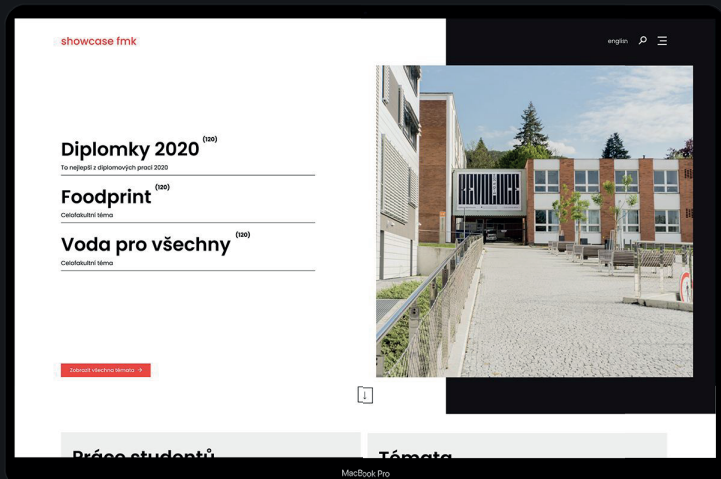 showcase fmk
english
Diplomky 2020 (120)
To nejlepší z diplomových prací 2020
Foodprint (120)
Celofakultní téma
Voda pro všechny (120)
Celofakultní téma
Zobrazit všechna témata →
↓
Práce studentů
Témata
MacBook Pro